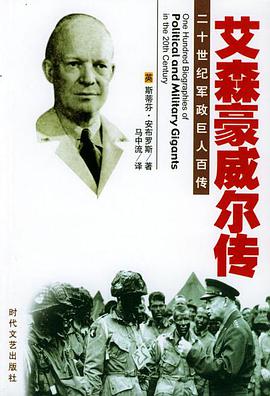 艾森豪威尔传
二十世纪军政巨人百传
One Hundred Biographies of
Political and Military Gigants
in the 20th Century
英 斯蒂芬·安布罗斯/著
马中流/译
时代文艺出版社